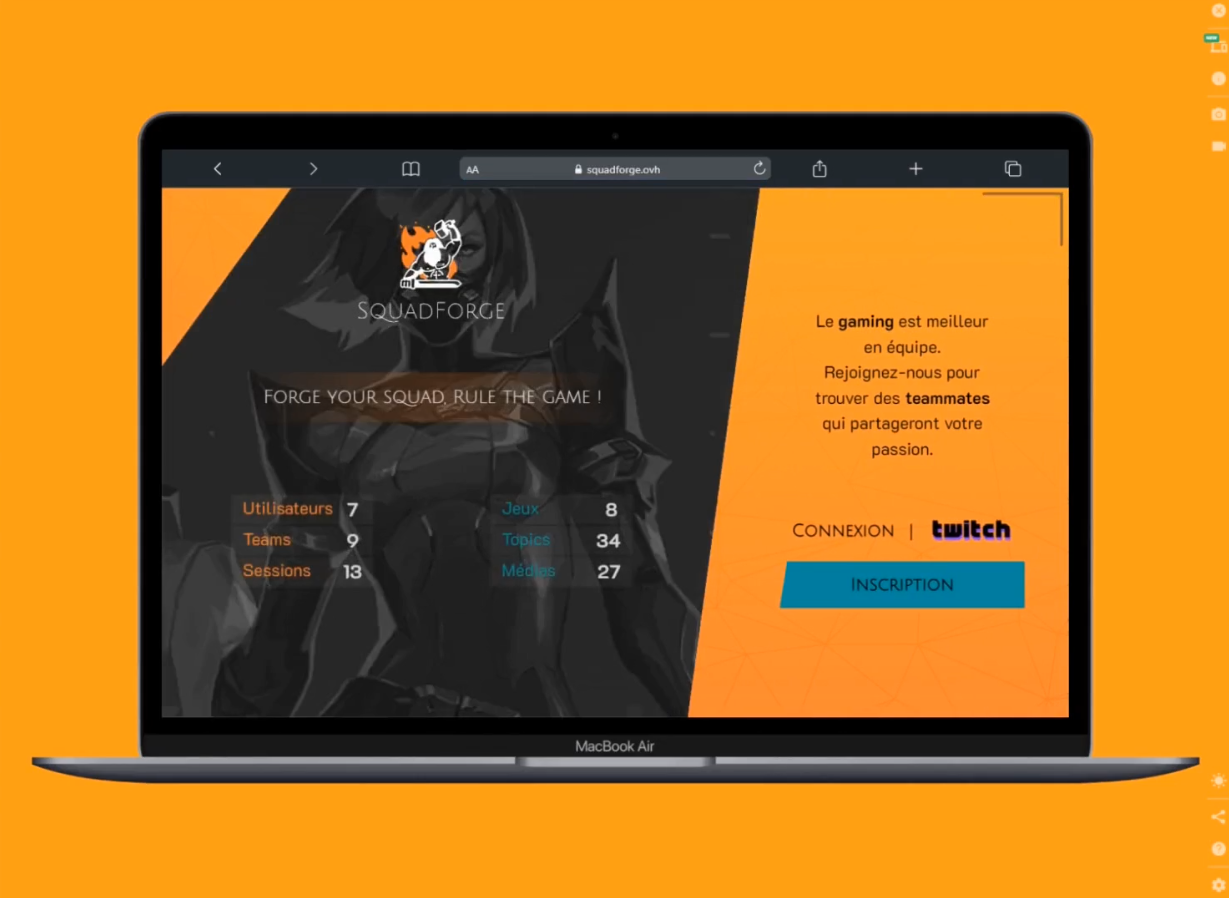 NEW
AA
squadforge.ovh
SquadForge
Forge your squad, Rule the game !
Le gaming est meilleur
en équipe.
Rejoignez-nous pour
trouver des teammates
qui partageront votre
passion.
Utilisateurs 7
Teams 9
Sessions 13
Jeux 8
Topics 34
Médias 27
Connexion | twitch
Inscription
MacBook Air